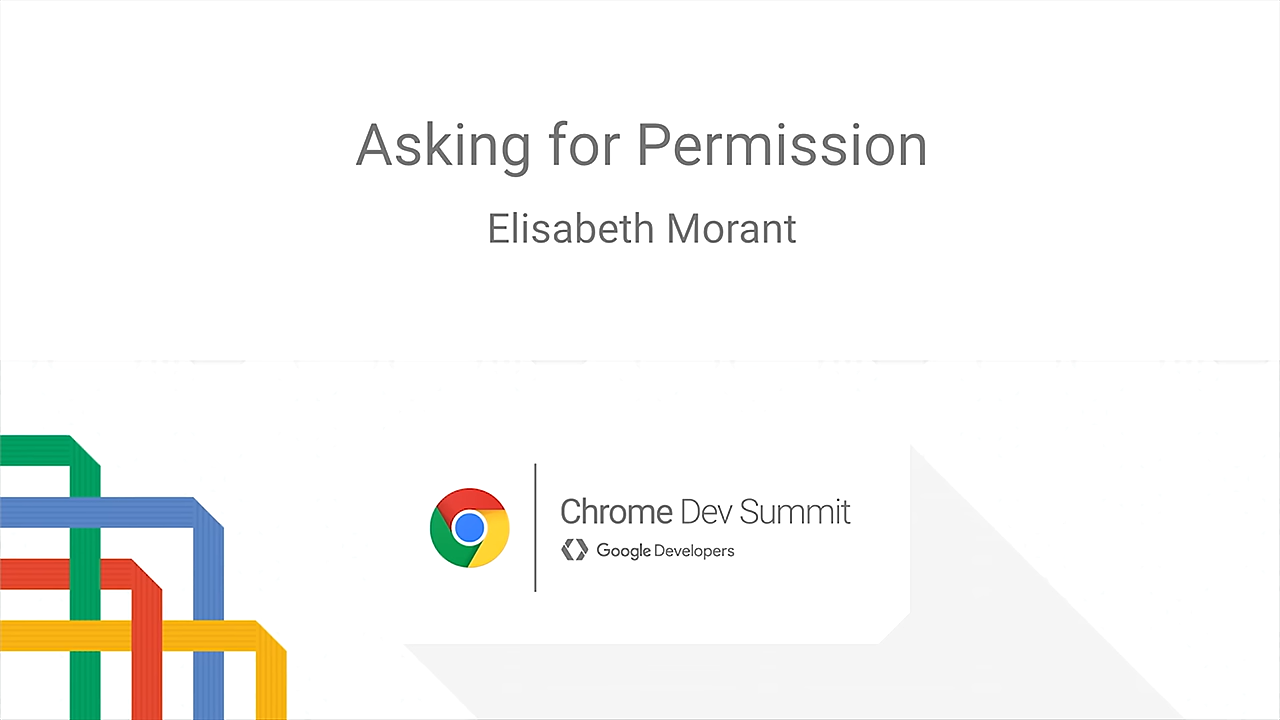 Asking for Permission
Elisabeth Morant
Chrome Dev Summit
Google Developers